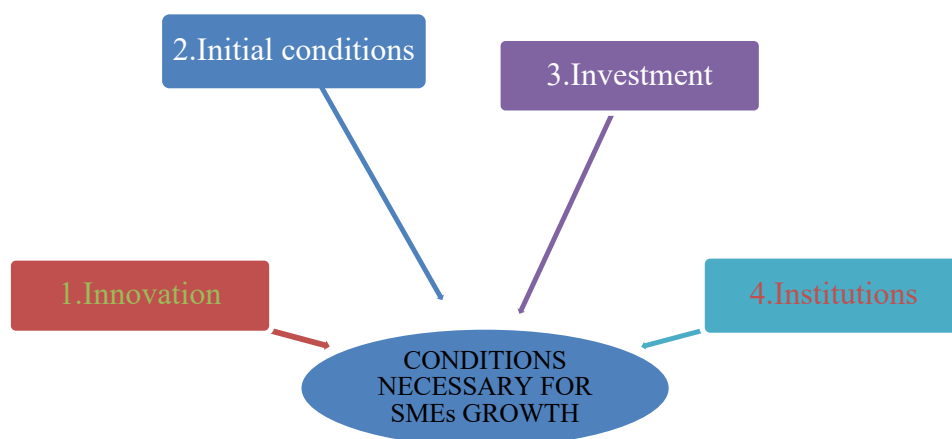 2.Initial conditions
3.Investment
1.Innovation
4.Institutions
CONDITIONS
NECESSARY FOR
SMEs GROWTH